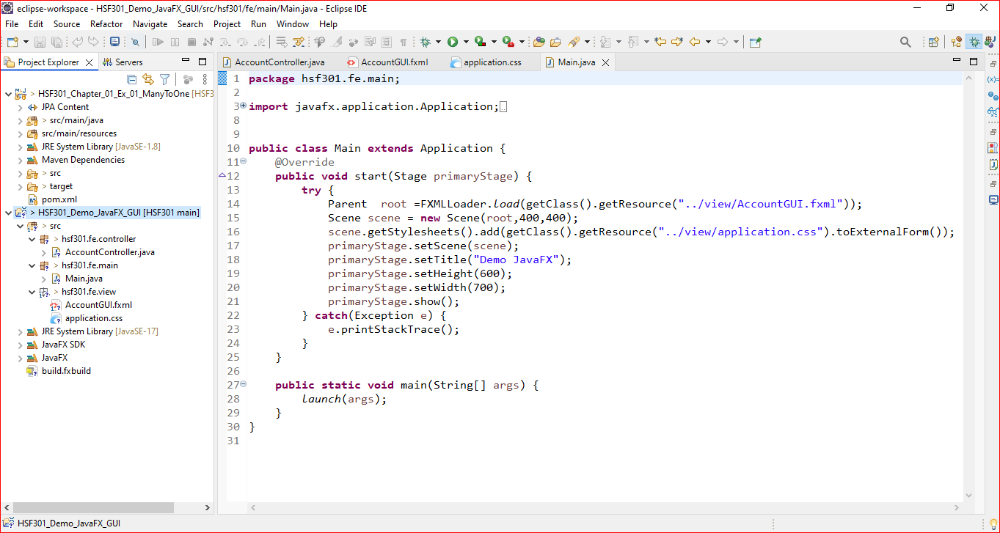 eclipse-workspace - HSF301_Demo_JavaFX_GUI/src/hsf301/fe/main/Main.java - Eclipse IDE
File Edit Source Refactor Navigate Search Project Run Window Help
Project Explorer Servers
AccountController.java AccountGUI.fxml application.css Main.java
> HSF301_Chapter_01_Ex_01_ManyToOne [HSF3
JPA Content
> src/main/java
src/main/resources
JRE System Library [JavaSE-1.8]
Maven Dependencies
> src
> target
pom.xml
> HSF301_Demo_JavaFX_GUI [HSF301 main]
> src
> hsf301.fe.controller
AccountController.java
> hsf301.fe.main
Main.java
> hsf301.fe.view
AccountGUI.fxml
application.css
JRE System Library [JavaSE-17]
JavaFX SDK
JavaFX
build.fxbuild
1 package hsf301.fe.main;
2
3 import javafx.application.Application;
8
9
10 public class Main extends Application {
11 @Override
12 public void start(Stage primaryStage) {
13 try {
14 Parent  root =FXMLLoader.load(getClass().getResource("../view/AccountGUI.fxml"));
15 Scene scene = new Scene(root,400,400);
16 scene.getStylesheets().add(getClass().getResource("../view/application.css").toExternalForm());
17 primaryStage.setScene(scene);
18 primaryStage.setTitle("Demo JavaFX");
19 primaryStage.setHeight(600);
20 primaryStage.setWidth(700);
21 primaryStage.show();
22 } catch(Exception e) {
23 e.printStackTrace();
24 }
25 }
26
27 public static void main(String[] args) {
28 launch(args);
29 }
30 }
31
HSF301_Demo_JavaFX_GUI